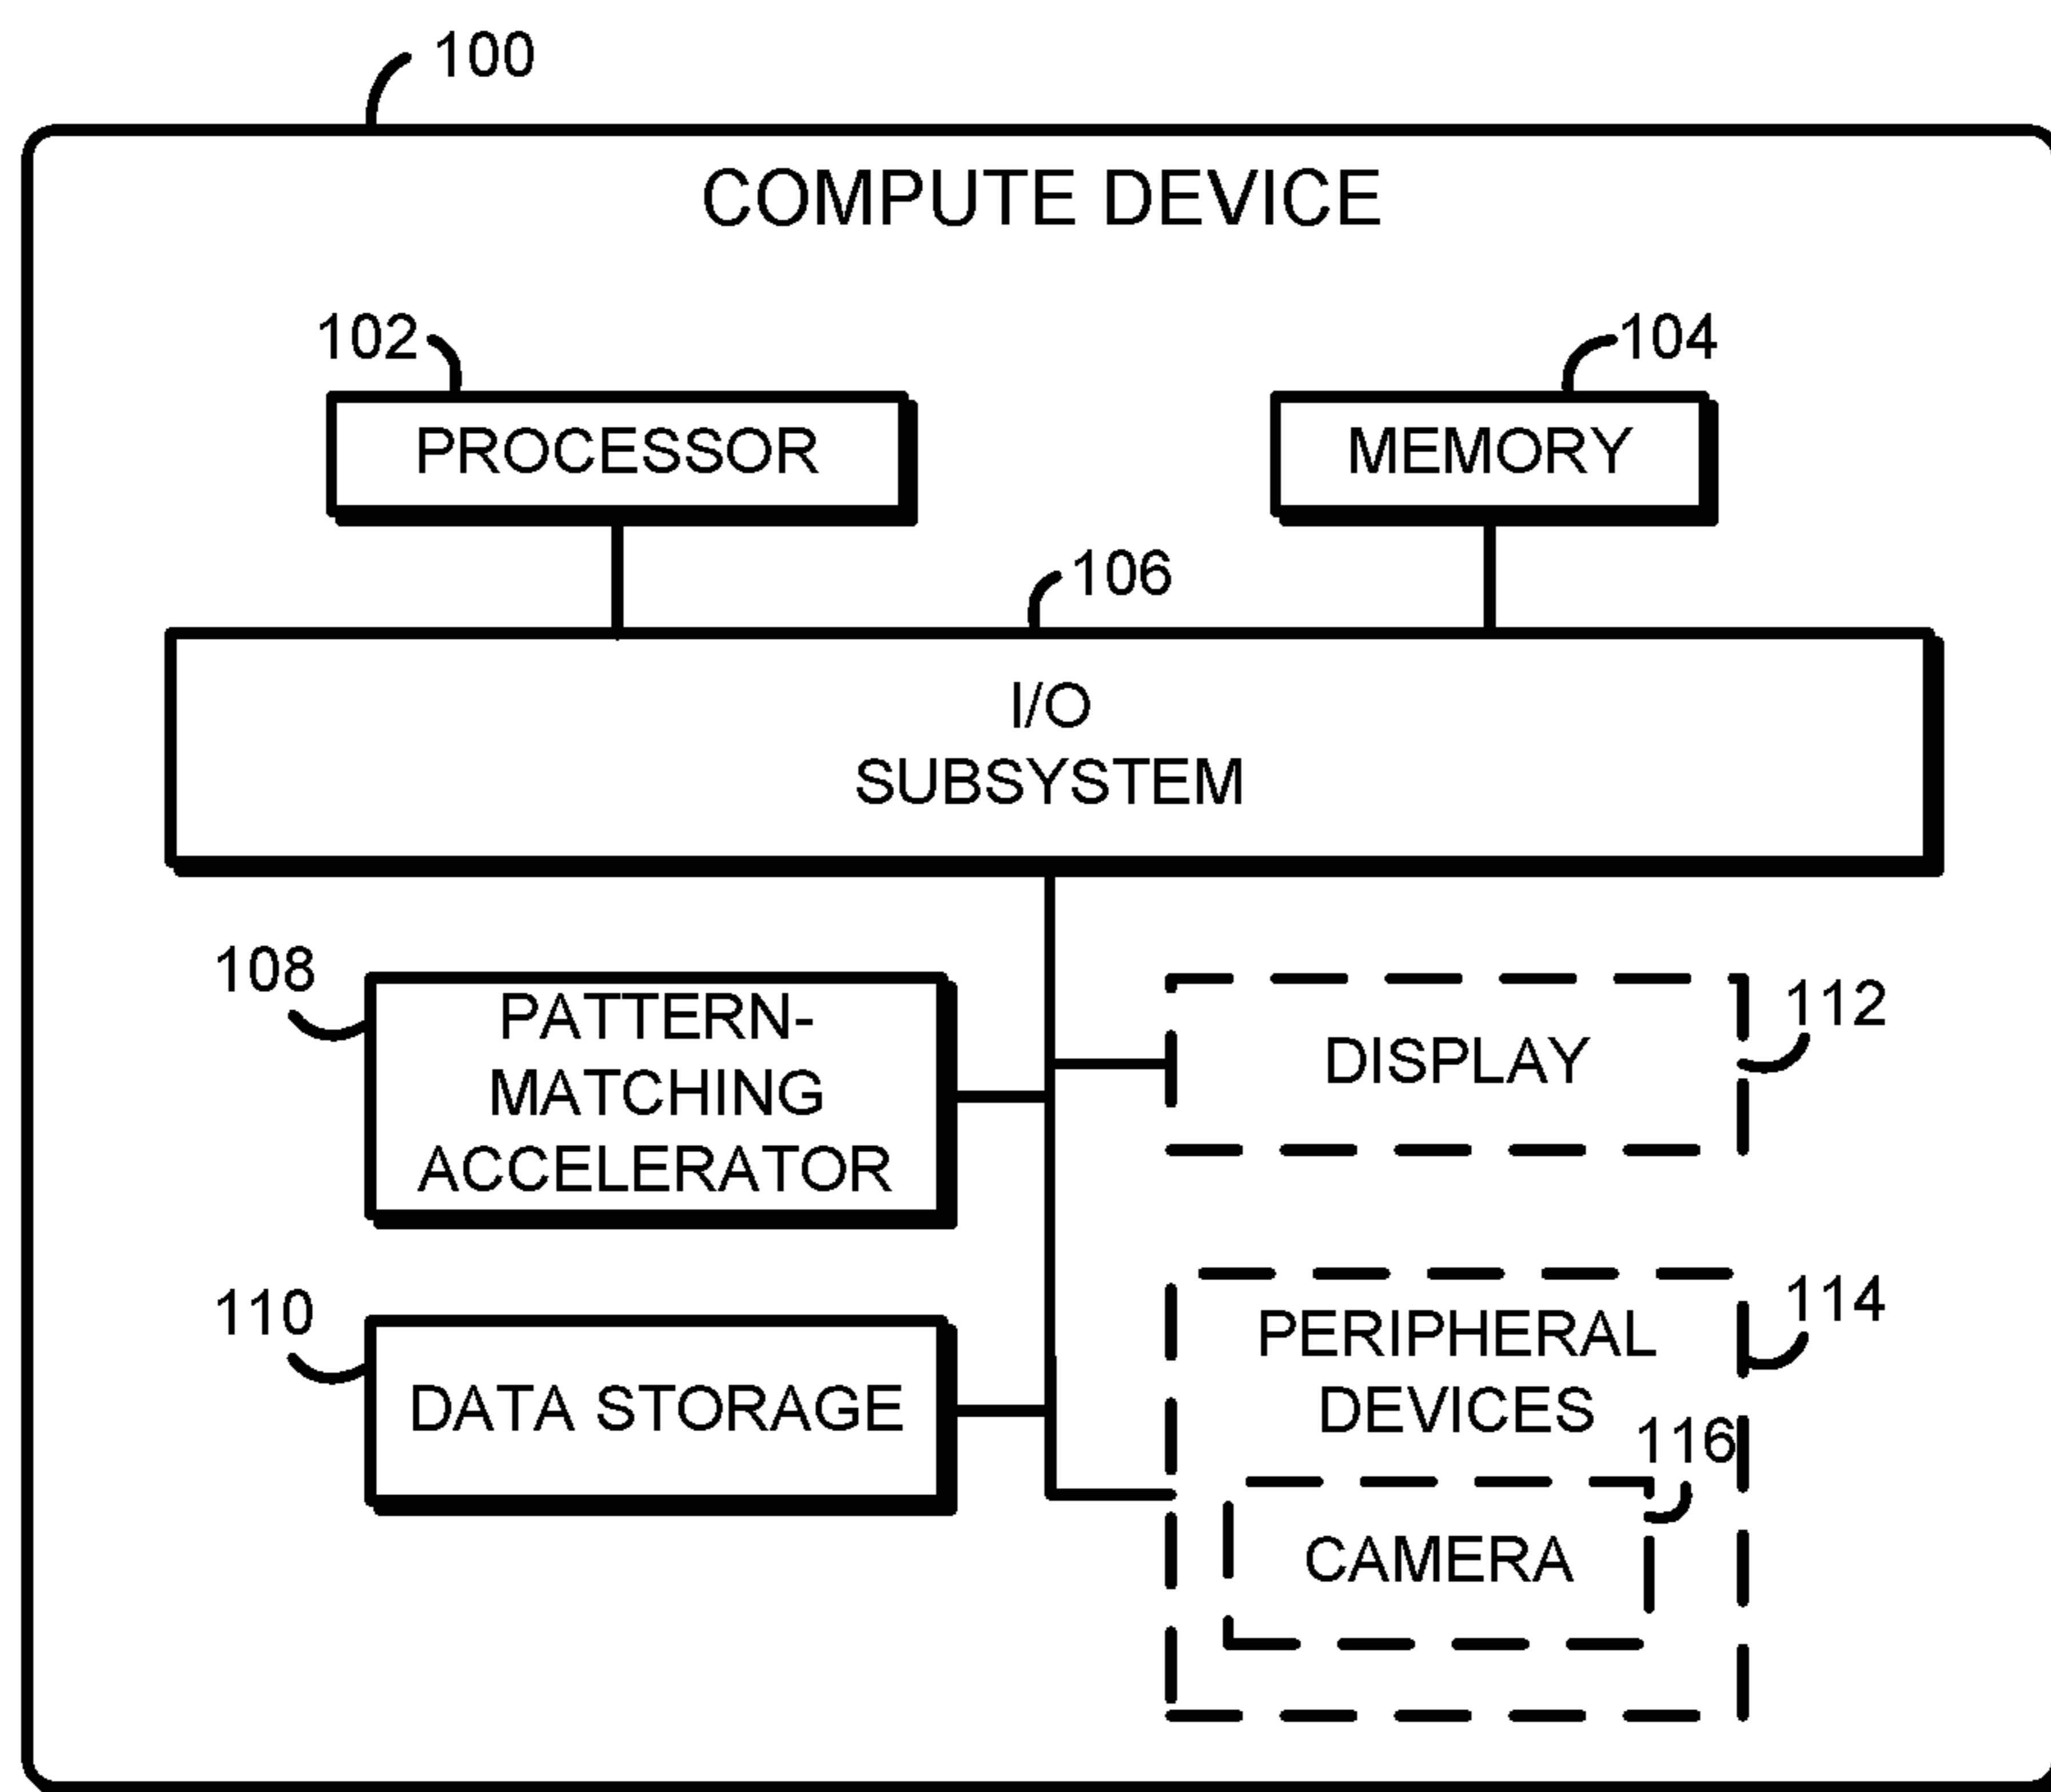 100
COMPUTE DEVICE
102
104
PROCESSOR
MEMORY
106
I/O
SUBSYSTEM
108
PATTERN-
MATCHING
ACCELERATOR
112
DISPLAY
110
DATA STORAGE
114
PERIPHERAL
DEVICES
116
CAMERA